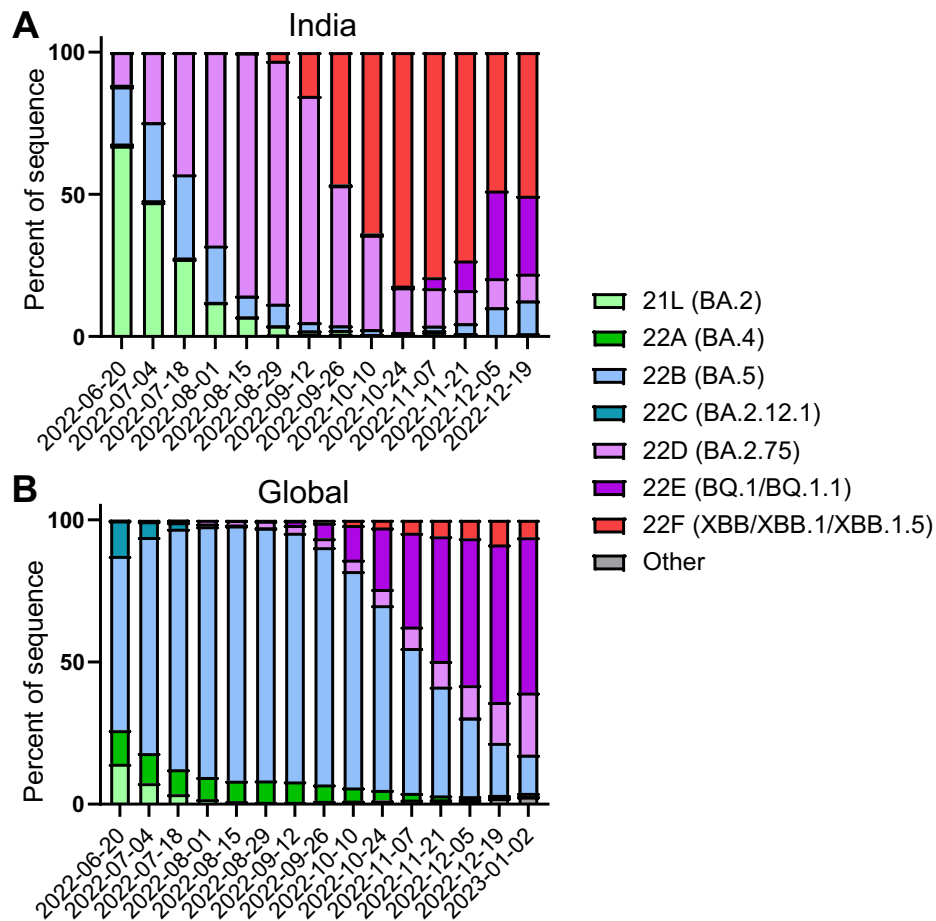 A
India
Percent of sequence
100
50
0
2022-06-20
2022-07-04
2022-07-18
2022-08-01
2022-08-15
2022-08-29
2022-09-12
2022-09-26
2022-10-10
2022-10-24
2022-11-07
2022-11-21
2022-12-05
2022-12-19
21L (BA.2)
22A (BA.4)
22B (BA.5)
22C (BA.2.12.1)
22D (BA.2.75)
22E (BQ.1/BQ.1.1)
22F (XBB/XBB.1/XBB.1.5)
Other
B
Global
Percent of sequence
100
50
0
2022-06-20
2022-07-04
2022-07-18
2022-08-01
2022-08-15
2022-08-29
2022-09-12
2022-09-26
2022-10-10
2022-10-24
2022-11-07
2022-11-21
2022-12-05
2022-12-19
2023-01-02